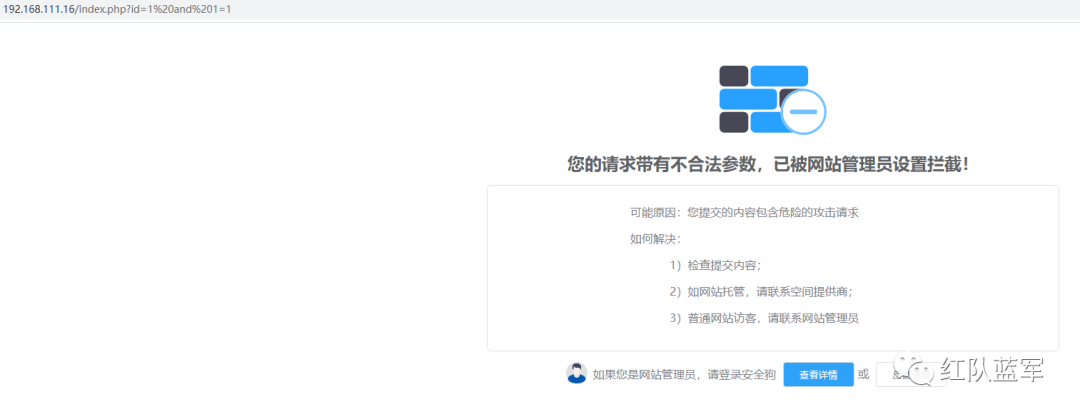 192.168.111.16/index.php?id=1%20and%201=1
您的请求带有不合法参数，已被网站管理员设置拦截！
可能原因：您提交的内容包含危险的攻击请求
如何解决：
1）检查提交内容；
2）如网站托管，请联系空间提供商；
3）普通网站访客，请联系网站管理员
如果您是网站管理员，请登录安全狗 查看详情 或
红队蓝军